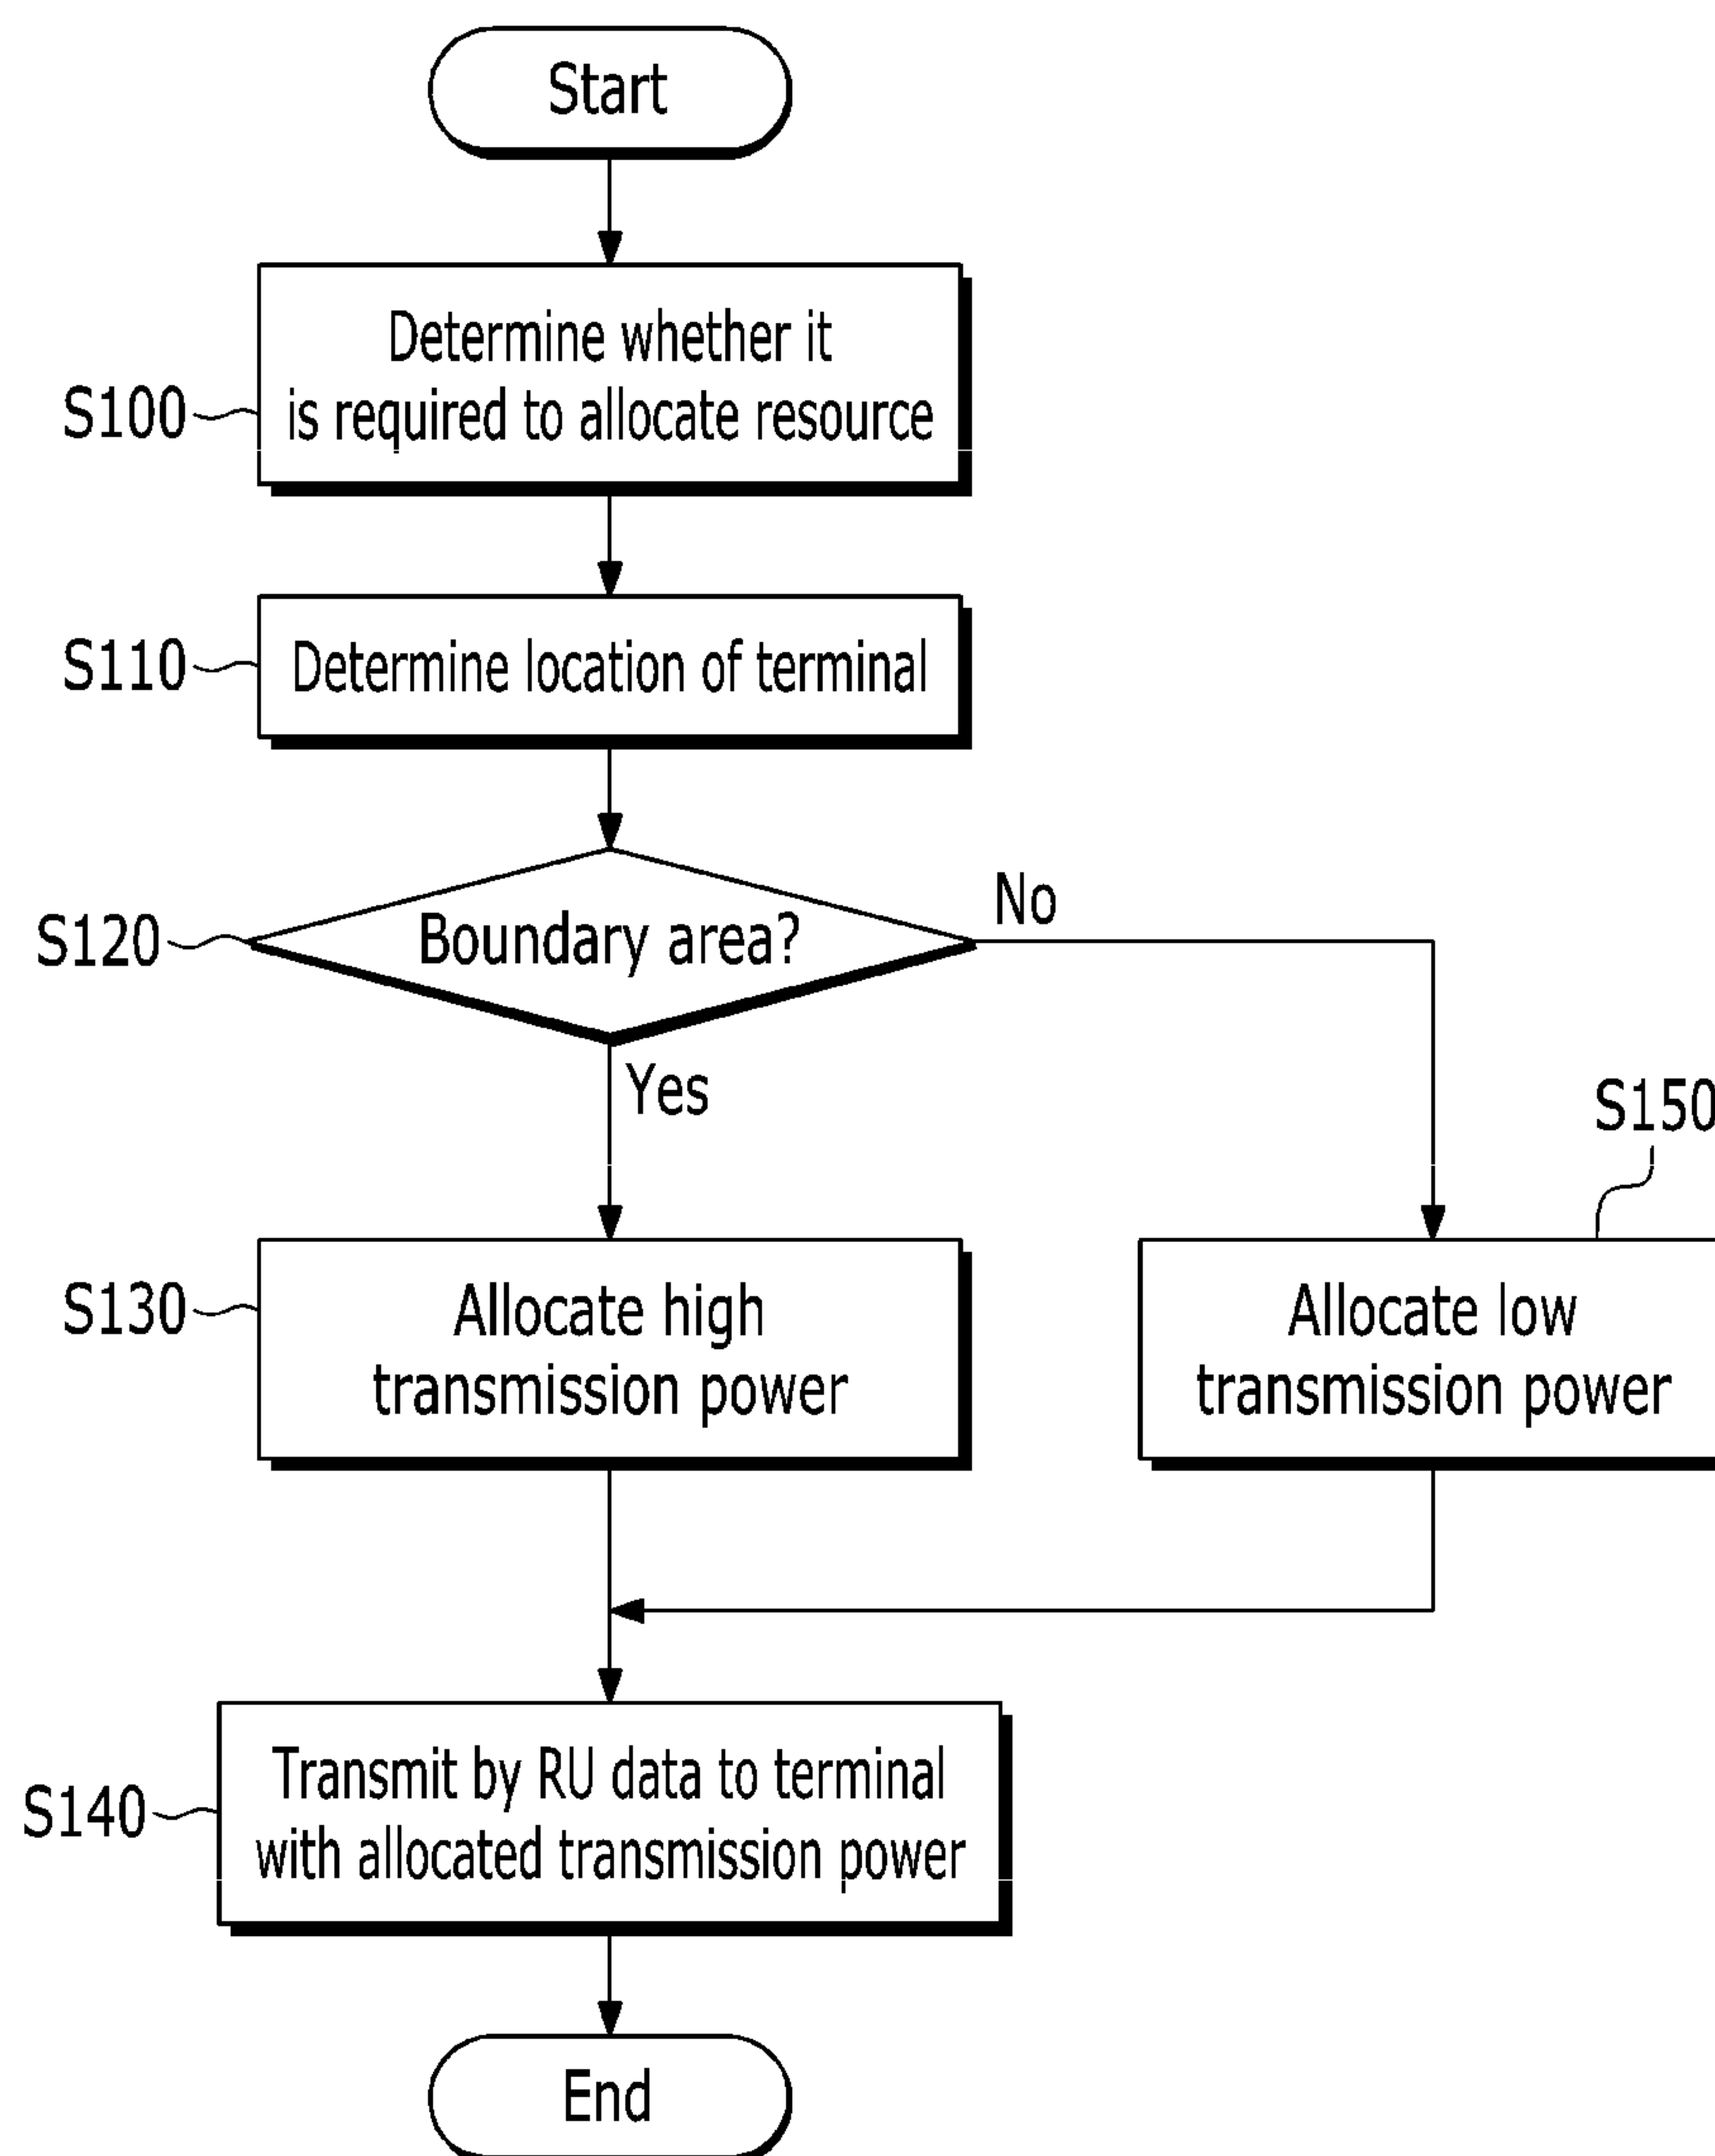 Start
Determine whether it
is required to allocate resource
S100
Determine location of terminal
S110
Boundary area?
S120
No
Yes
S150
Allocate high
transmission power
S130
Allocate low
transmission power
Transmit by RU data to terminal
with allocated transmission power
S140
End